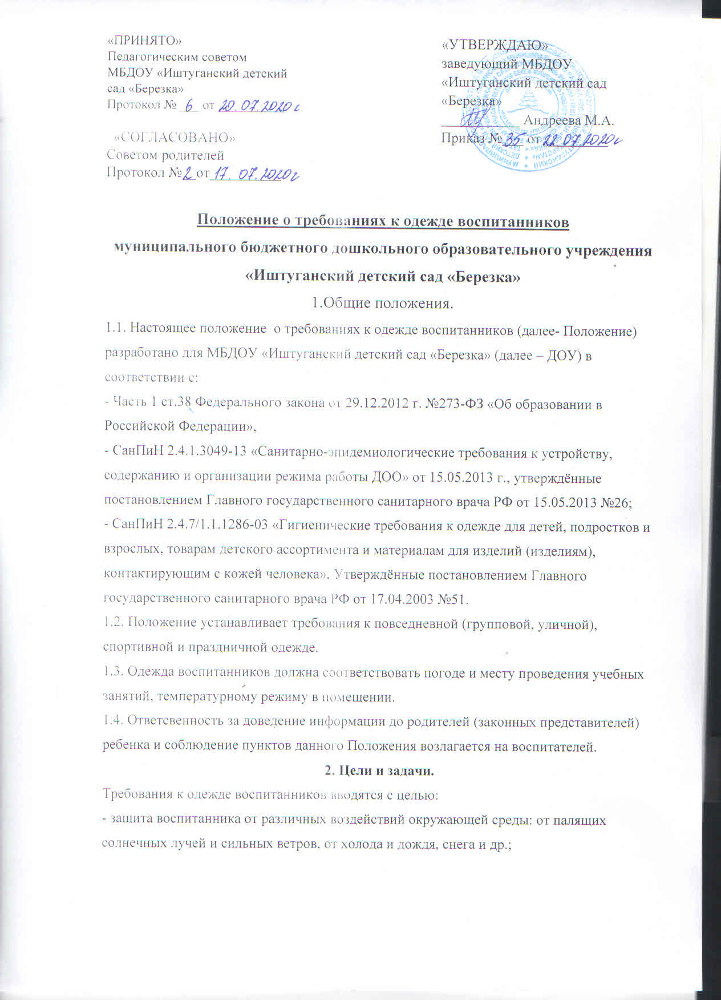 «ПРИНЯТО»
Педагогическим советом
МБДОУ «Иштуганский детский
сад «Березка»
Протокол № 6 от 20.07.2020 г
«СОГЛАСОВАНО»
Советом родителей
Протокол №2 от 17. 07.2020 г
«УТВЕРЖДАЮ»
заведующий МБДОУ
«Иштуганский детский сад
«Березка»
___________ Андреева М.А.
Приказ № 35 от 22.07.2020 г
Положение о требованиях к одежде воспитанников
муниципального бюджетного дошкольного образовательного учреждения
«Иштуганский детский сад «Березка»
1.Общие положения.
1.1. Настоящее положение о требованиях к одежде воспитанников (далее- Положение)
разработано для МБДОУ «Иштуганский детский сад «Березка» (далее – ДОУ) в
соответствии с:
- Часть 1 ст.38 Федерального закона от 29.12.2012 г. №273-ФЗ «Об образовании в
Российской Федерации»,
- СанПиН 2.4.1.3049-13 «Санитарно-эпидемиологические требования к устройству,
содержанию и организации режима работы ДОО» от 15.05.2013 г., утверждённые
постановлением Главного государственного санитарного врача РФ от 15.05.2013 №26;
- СанПиН 2.4.7/1.1.1286-03 «Гигиенические требования к одежде для детей, подростков и
взрослых, товарам детского ассортимента и материалам для изделий (изделиям),
контактирующим с кожей человека», Утверждённые постановлением Главного
государственного санитарного врача РФ от 17.04.2003 №51.
1.2. Положение устанавливает требования к повседневной (групповой, уличной),
спортивной и праздничной одежде.
1.3. Одежда воспитанников должна соответствовать погоде и месту проведения учебных
занятий, температурному режиму в помещении.
1.4. Ответсвенность за доведение информации до родителей (законных представителей)
ребенка и соблюдение пунктов данного Положения возлагается на воспитателей.
2. Цели и задачи.
Требования к одежде воспитанников вводятся с целью:
- защита воспитанника от различных воздействий окружающей среды: от палящих
солнечных лучей и сильных ветров, от холода и дождя, снега и др.;